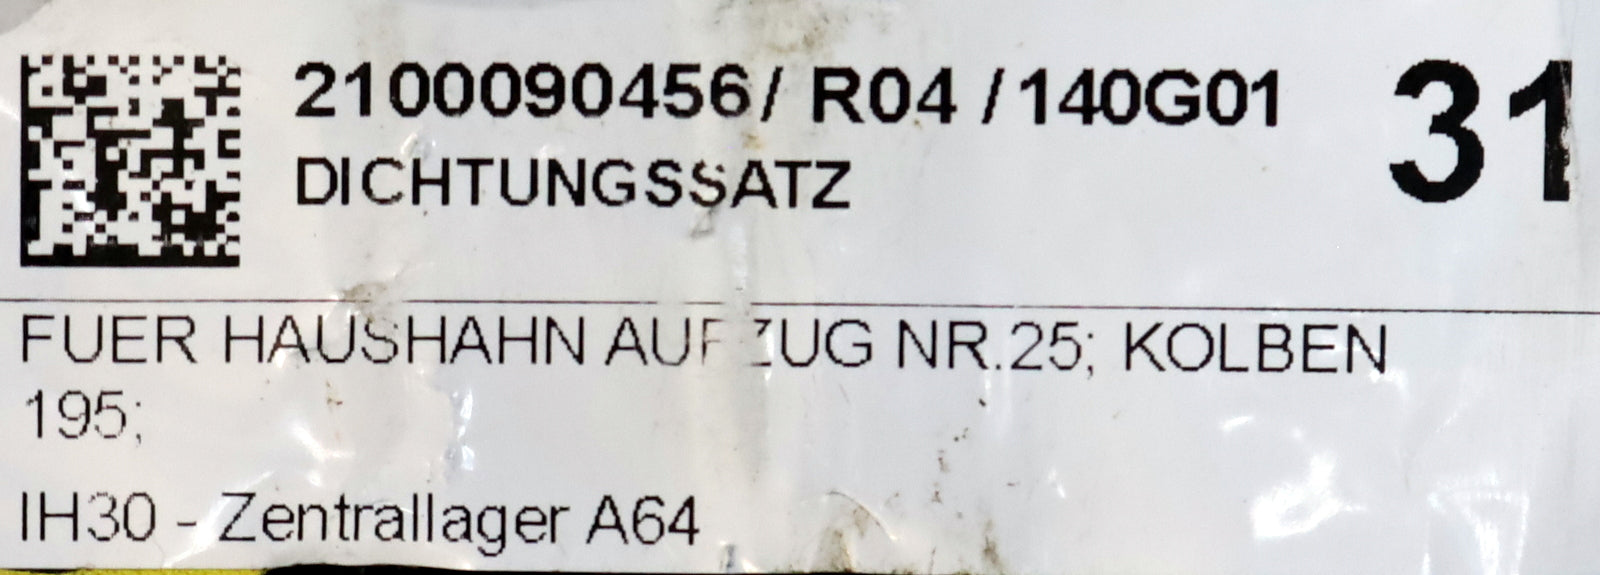 2100090456/ R04 /140G01 31
DICHTUNGSSATZ
FUER HAUSHAHN AUFZUG NR.25; KOLBEN
195;
IH30 - Zentrallager A64